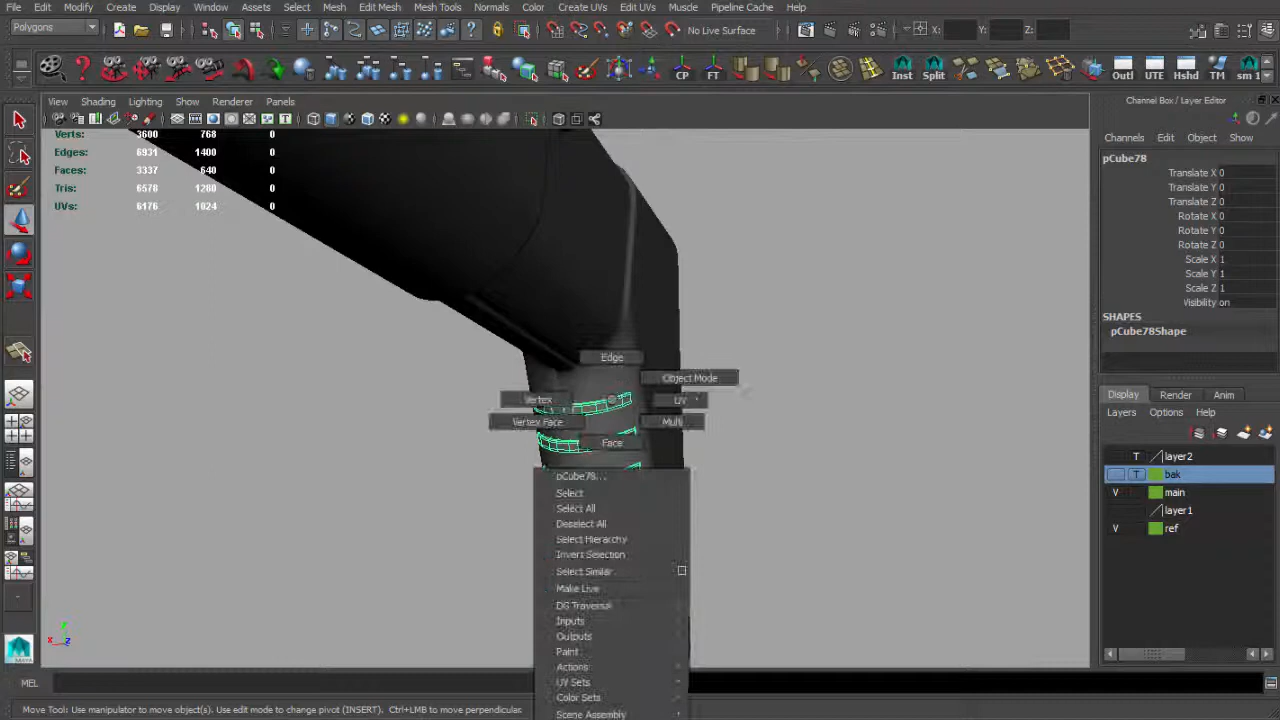 File Edit Modify Create Display Window Assets Select Mesh Edit Mesh Mesh Tools Normals Color Create UVs Edit UVs Muscle Pipeline Cache Help
Polygons No Live Surface X: Y: Z:
CP FT Inst Split Outl UTE Hshd TM sm 1
View Shading Lighting Show Renderer Panels
Channel Box / Layer Editor
Channels Edit Object Show
Verts: 3600 768 0
Edges: 6931 1400 0
Faces: 3337 640 0
Tris: 6578 1280 0
UVs: 6176 1024 0
pCube78
Translate X 0
Translate Y 0
Translate Z 0
Rotate X 0
Rotate Y 0
Rotate Z 0
Scale X 1
Scale Y 1
Scale Z 1
Visibility on
SHAPES
pCube78Shape
Edge
Object Mode
Vertex UV
Vertex Face Multi
Face
pCube78...
Select
Select All
Deselect All
Select Hierarchy
Invert Selection
Select Similar
Make Live
DG Traversal
Inputs
Outputs
Paint
Actions
UV Sets
Color Sets
Scene Assembly
Display Render Anim
Layers Options Help
T layer2
T bak
V main
layer1
V ref
y
x z
MAYA
MEL
Move Tool: Use manipulator to move object(s). Use edit mode to change pivot (INSERT). Ctrl+LMB to move perpendicular.